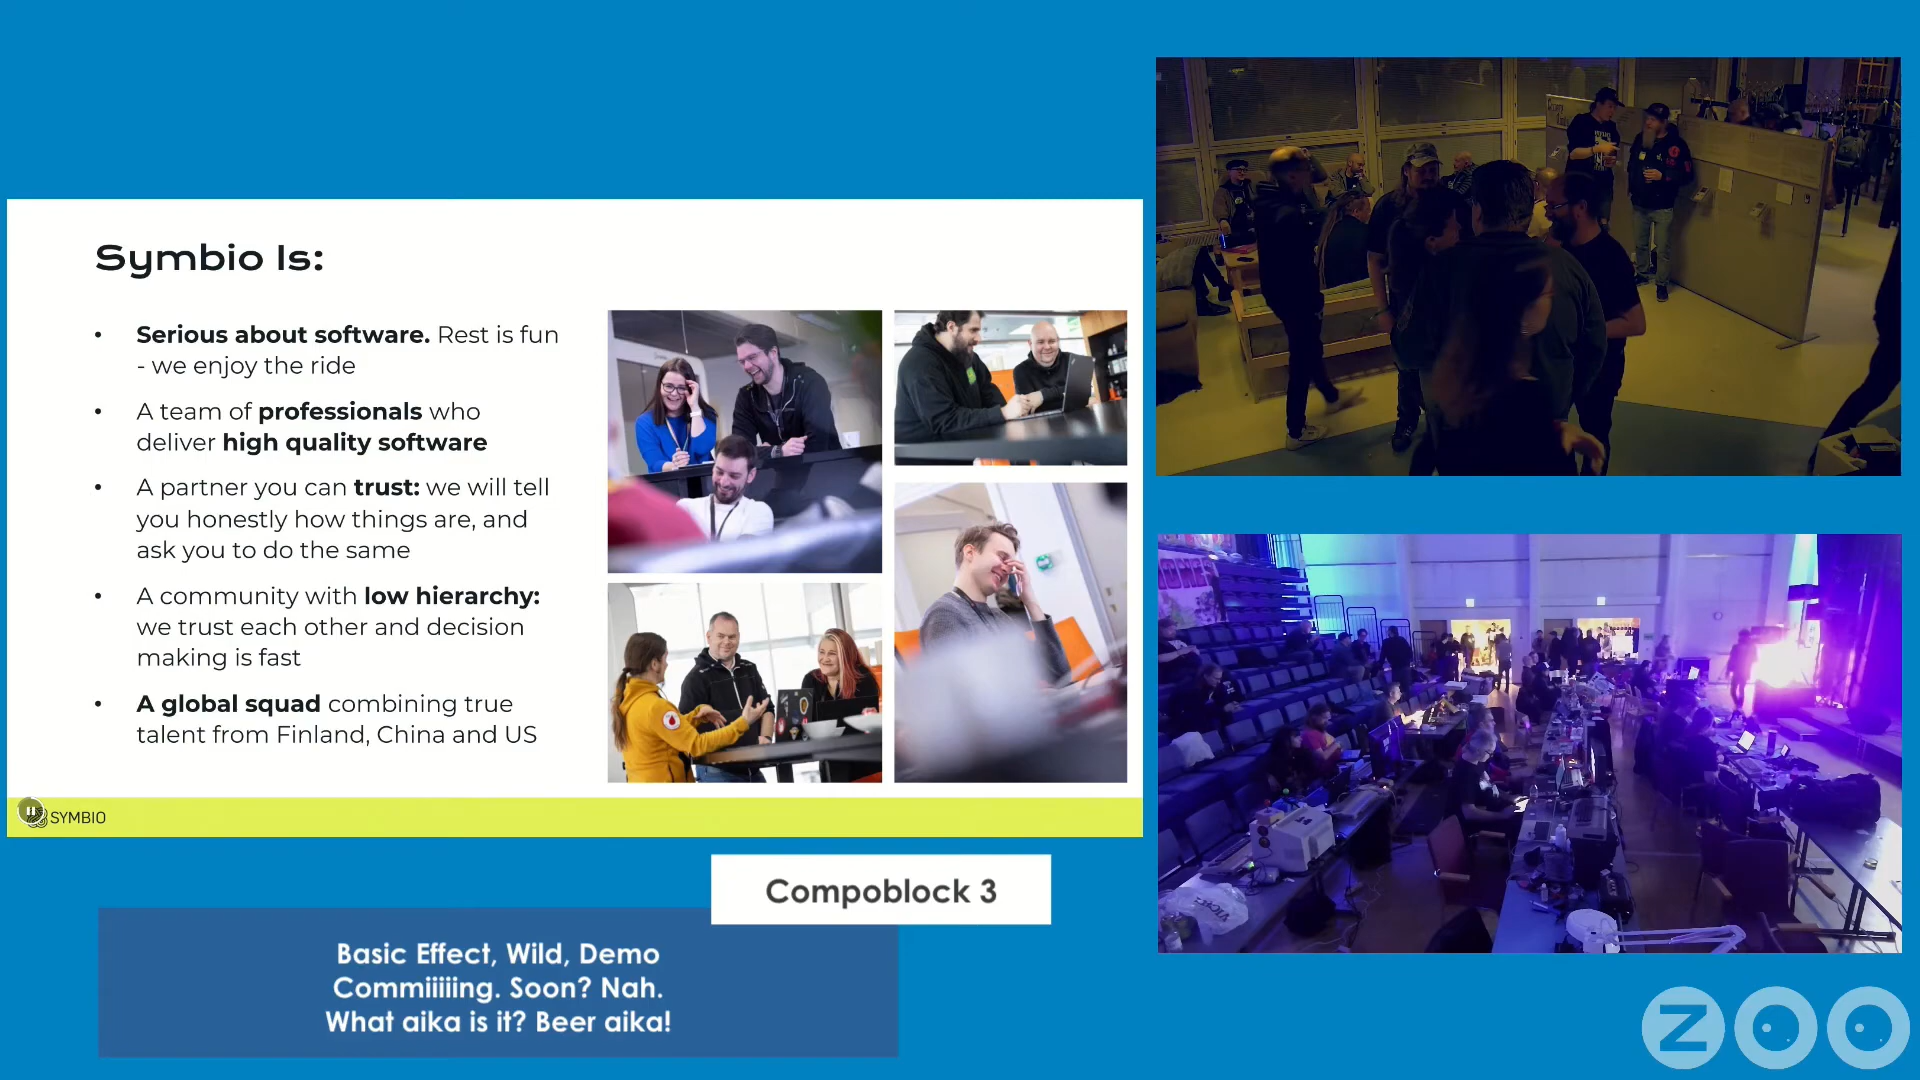 Symbio Is:
• Serious about software. Rest is fun
- we enjoy the ride
• A team of professionals who
deliver high quality software
• A partner you can trust: we will tell
you honestly how things are, and
ask you to do the same
• A community with low hierarchy:
we trust each other and decision
making is fast
• A global squad combining true
talent from Finland, China and US
SYMBIO
Compoblock 3
Basic Effect, Wild, Demo
Commiiiiing. Soon? Nah.
What aika is it? Beer aika!
ZOO